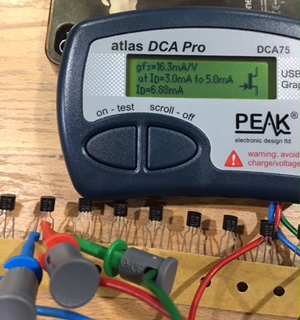 atlas DCA Pro
DCA75
gfs=16.3mA/V
at ID=3.0mA to 5.0mA
ID=6.88mA
USB
Grap
on - test
scroll - off
PEAK®
electronic design ltd
warning: avoid
charge/voltage